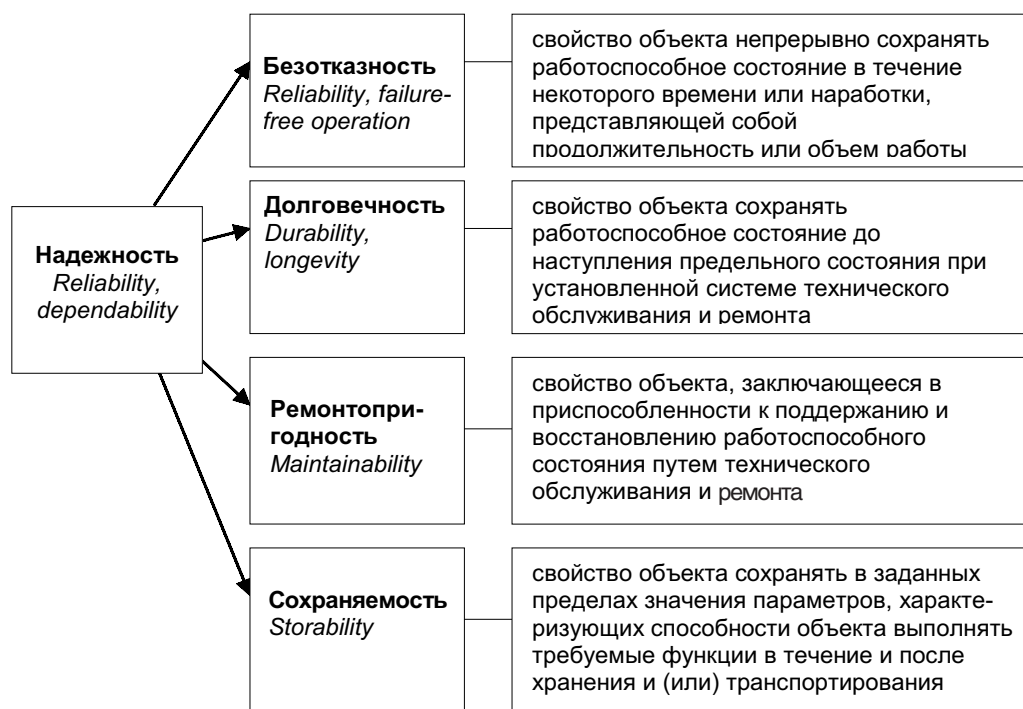 Надежность
Reliability,
dependability
Безотказность
Reliability, failure-
free operation
свойство объекта непрерывно сохранять
работоспособное состояние в течение
некоторого времени или наработки,
представляющей собой
продолжительность или объем работы
Долговечность
Durability,
longevity
свойство объекта сохранять
работоспособное состояние до
наступления предельного состояния при
установленной системе технического
обслуживания и ремонта
Ремонтопри-
годность
Maintainability
свойство объекта, заключающееся в
приспособленности к поддержанию и
восстановлению работоспособного
состояния путем технического
обслуживания и ремонта
Сохраняемость
Storability
свойство объекта сохранять в заданных
пределах значения параметров, характе-
ризующих способности объекта выполнять
требуемые функции в течение и после
хранения и (или) транспортирования